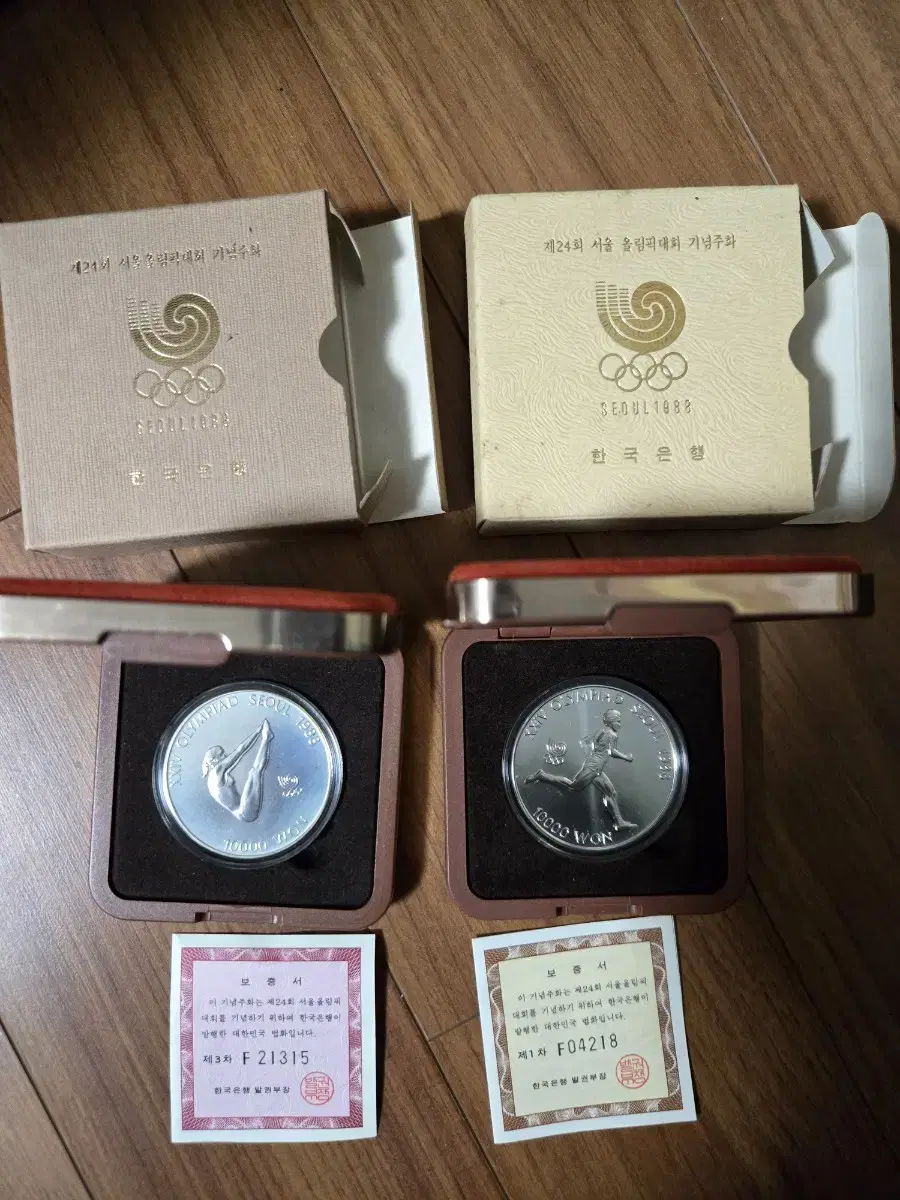 제24회 서울올림픽대회 기념주화
SEOUL1988
한국은행
제24회 서울 올림픽대회 기념주화
SEOUL1988
한국은행
XXIV OLYMPIAD SEOUL 1988
10000 WON
XXIV OLYMPIAD SEOUL 1988
10000 WON
보증서
이 기념주화는 제24회 서울올림픽
대회를 기념하기 위하여 한국은행이
발행한 대한민국 법화입니다.
제3차 F 21315
한국은행 발권부장
보증서
이 기념주화는 제24회 서울올림픽
대회를 기념하기 위하여 한국은행이
발행한 대한민국 법화입니다.
제1차 F04218
한국은행 발권부장